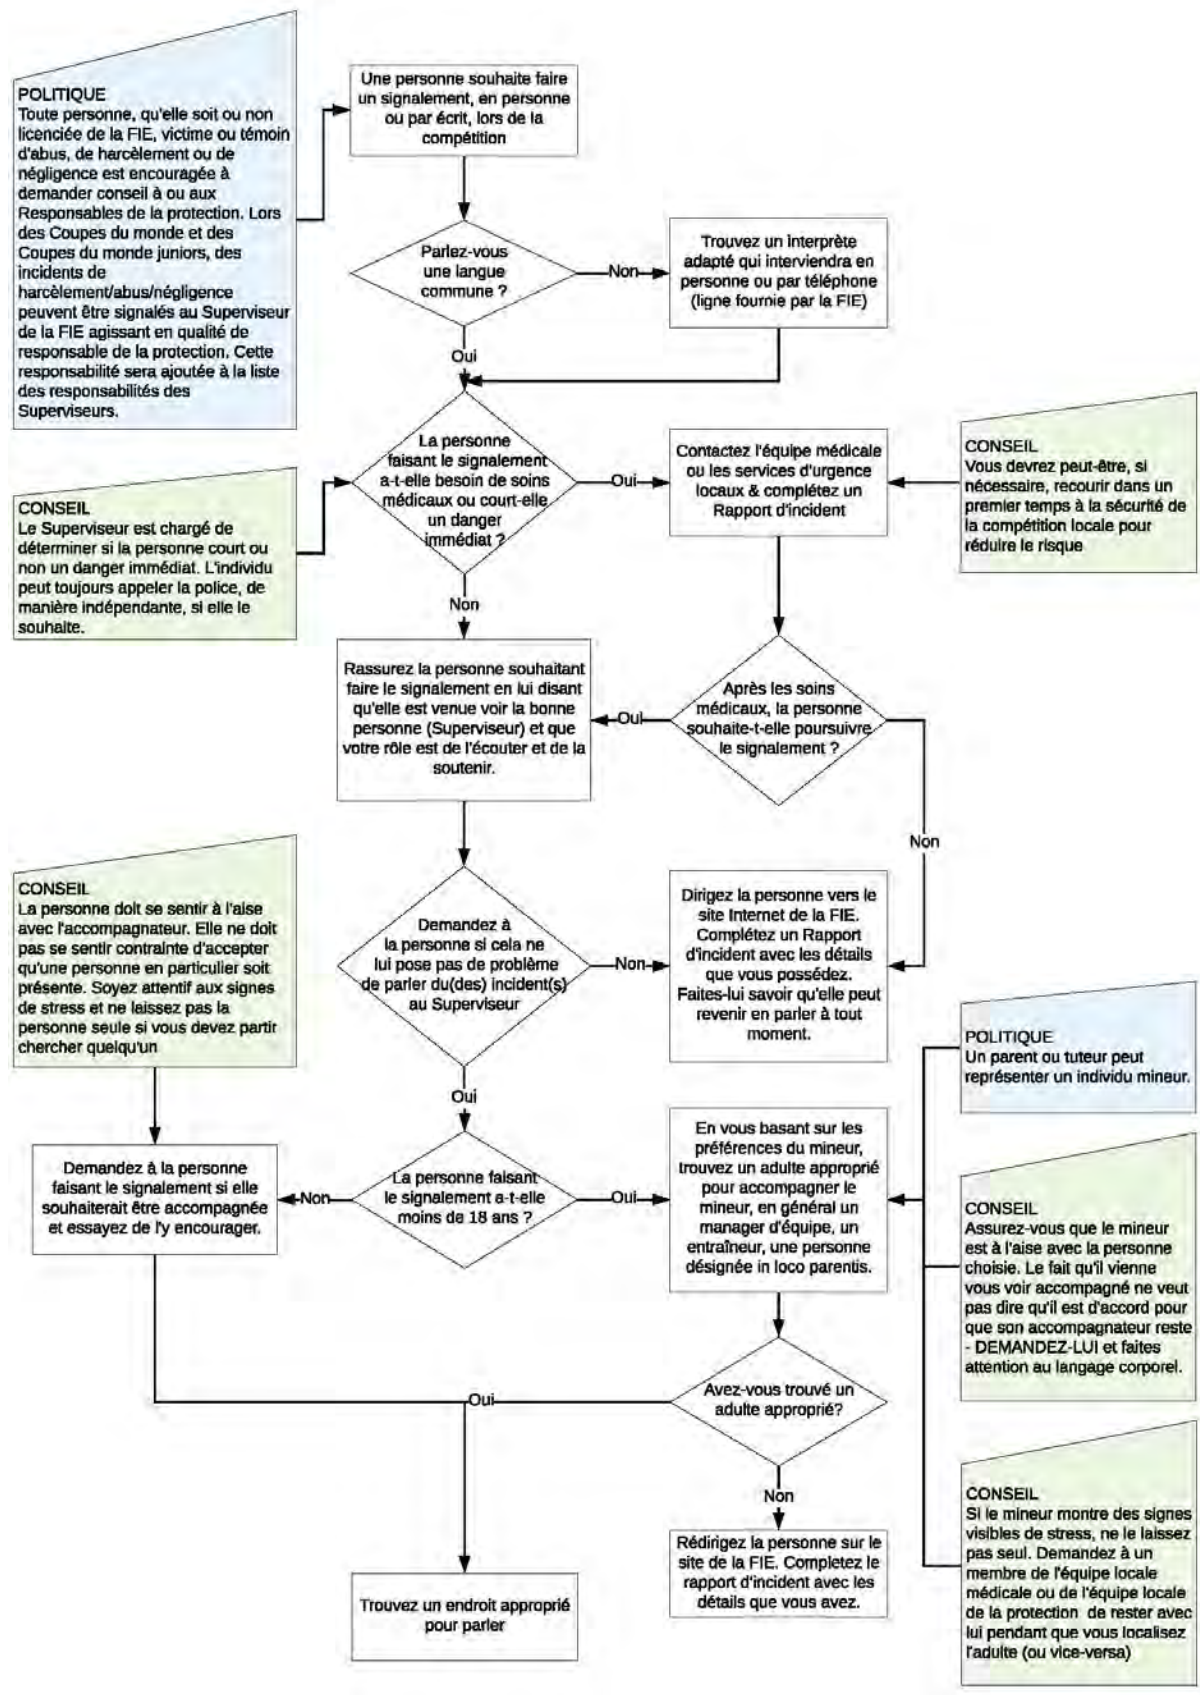 POLITIQUE
Toute personne, qu'elle soit ou non
licenciée de la FIE, victime ou témoin
d'abus, de harcèlement ou de
négligence est encouragée à
demander conseil à ou aux
Responsables de la protection. Lors
des Coupes du monde et des
Coupes du monde juniors, des
incidents de
harcèlement/abus/négligence
peuvent être signalés au Superviseur
de la FIE agissant en qualité de
responsable de la protection. Cette
responsabilité sera ajoutée à la liste
des responsabilités des
Superviseurs.
Une personne souhaite faire
un signalement, en personne
ou par écrit, lors de la
compétition
Parlez-vous
une langue
commune ?
Non
Trouvez un interprète
adapté qui interviendra en
personne ou par téléphone
(ligne fournie par la FIE)
Oui
La personne
faisant le signalement
a-t-elle besoin de soins
médicaux ou court-elle
un danger
immédiat ?
Oui
Contactez l'équipe médicale
ou les services d'urgence
locaux & complétez un
Rapport d'incident
CONSEIL
Vous devrez peut-être, si
nécessaire, recourir dans un
premier temps à la sécurité de
la compétition locale pour
réduire le risque
CONSEIL
Le Superviseur est chargé de
déterminer si la personne court ou
non un danger immédiat. L'individu
peut toujours appeler la police, de
manière indépendante, si elle le
souhaite.
Non
Rassurez la personne souhaitant
faire le signalement en lui disant
qu'elle est venue voir la bonne
personne (Superviseur) et que
votre rôle est de l'écouter et de la
soutenir.
Oui
Après les soins
médicaux, la personne
souhaite-t-elle poursuivre
le signalement ?
Non
CONSEIL
La personne doit se sentir à l'aise
avec l'accompagnateur. Elle ne doit
pas se sentir contrainte d'accepter
qu'une personne en particulier soit
présente. Soyez attentif aux signes
de stress et ne laissez pas la
personne seule si vous devez partir
chercher quelqu'un
Demandez à
la personne si cela ne
lui pose pas de problème
de parler du(des) incident(s)
au Superviseur
Non
Dirigez la personne vers le
site Internet de la FIE.
Complétez un Rapport
d'incident avec les détails
que vous possédez.
Faites-lui savoir qu'elle peut
revenir en parler à tout
moment.
POLITIQUE
Un parent ou tuteur peut
représenter un individu mineur.
Oui
Demandez à la personne
faisant le signalement si elle
souhaiterait être accompagnée
et essayez de l'y encourager.
Non
La personne faisant
le signalement a-t-elle
moins de 18 ans ?
Oui
En vous basant sur les
préférences du mineur,
trouvez un adulte approprié
pour accompagner le
mineur, en général un
manager d'équipe, un
entraîneur, une personne
désignée in loco parentis.
CONSEIL
Assurez-vous que le mineur
est à l'aise avec la personne
choisie. Le fait qu'il vienne
vous voir accompagné ne veut
pas dire qu'il est d'accord pour
que son accompagnateur reste
- DEMANDEZ-LUI et faites
attention au langage corporel.
Oui
Avez-vous trouvé un
adulte approprié?
Non
CONSEIL
Si le mineur montre des signes
visibles de stress, ne le laissez
pas seul. Demandez à un
membre de l'équipe locale
médicale ou de l'équipe locale
de la protection de rester avec
lui pendant que vous localisez
l'adulte (ou vice-versa)
Trouvez un endroit approprié
pour parler
Rédirigez la personne sur le
site de la FIE. Completez le
rapport d'incident avec les
détails que vous avez.